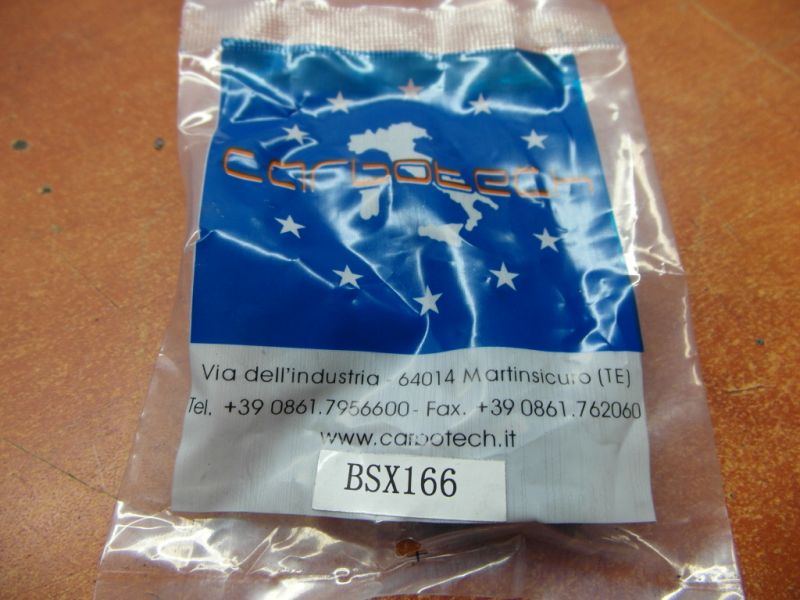 carbotech
Via dell'industria - 64014 Martinsicuro (TE)
Tel. +39 0861.7956600 - Fax. +39 0861.762060
www.carbotech.it
BSX166